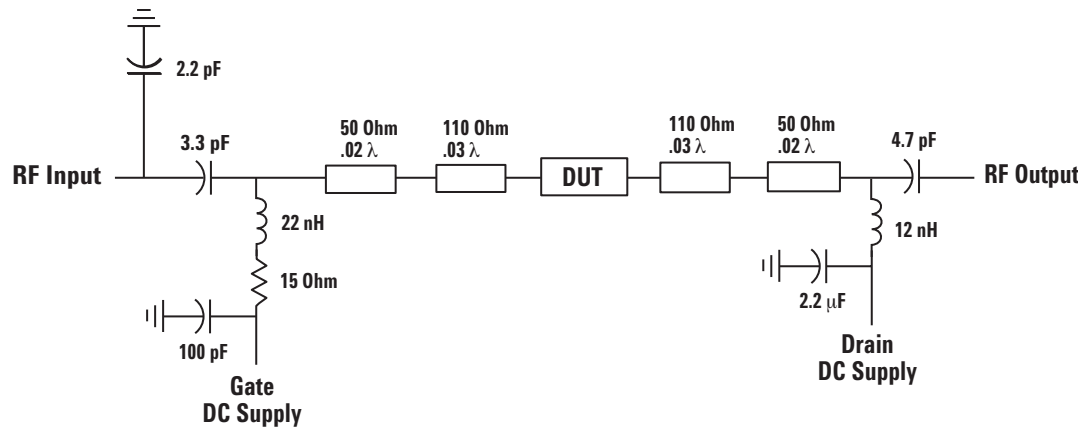 2.2 pF
3.3 pF
RF Input
50 Ohm
.02 λ
110 Ohm
.03 λ
DUT
110 Ohm
.03 λ
50 Ohm
.02 λ
4.7 pF
RF Output
22 nH
15 Ohm
100 pF
Gate
DC Supply
12 nH
2.2 μF
Drain
DC Supply